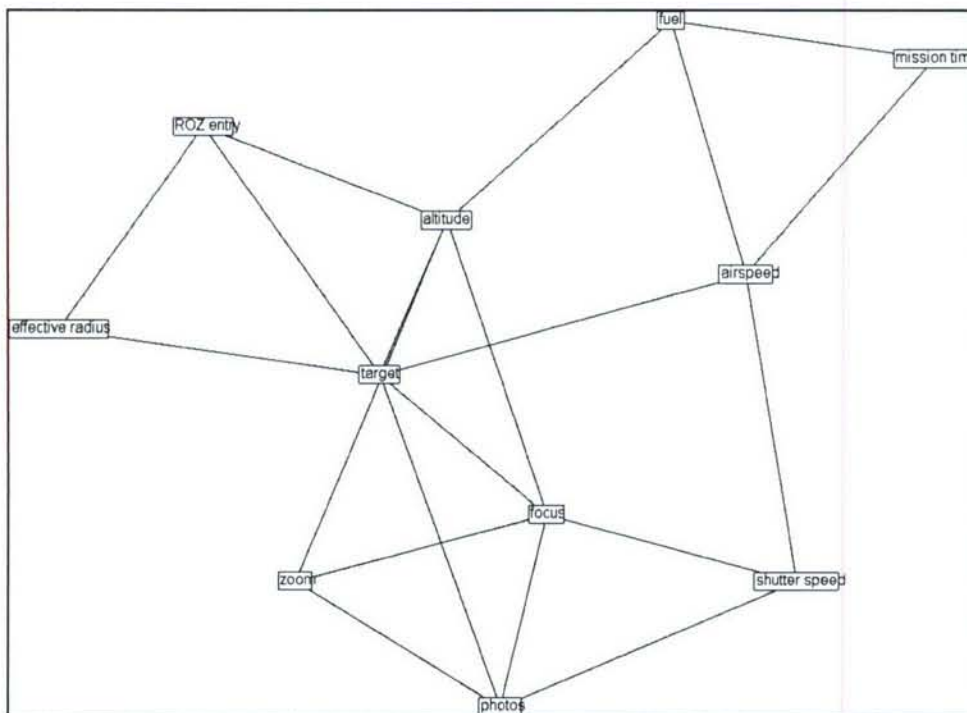 fuel
mission tim
ROZ entry
altitude
airspeed
effective radius
target
focus
zoom
shutter speed
photos